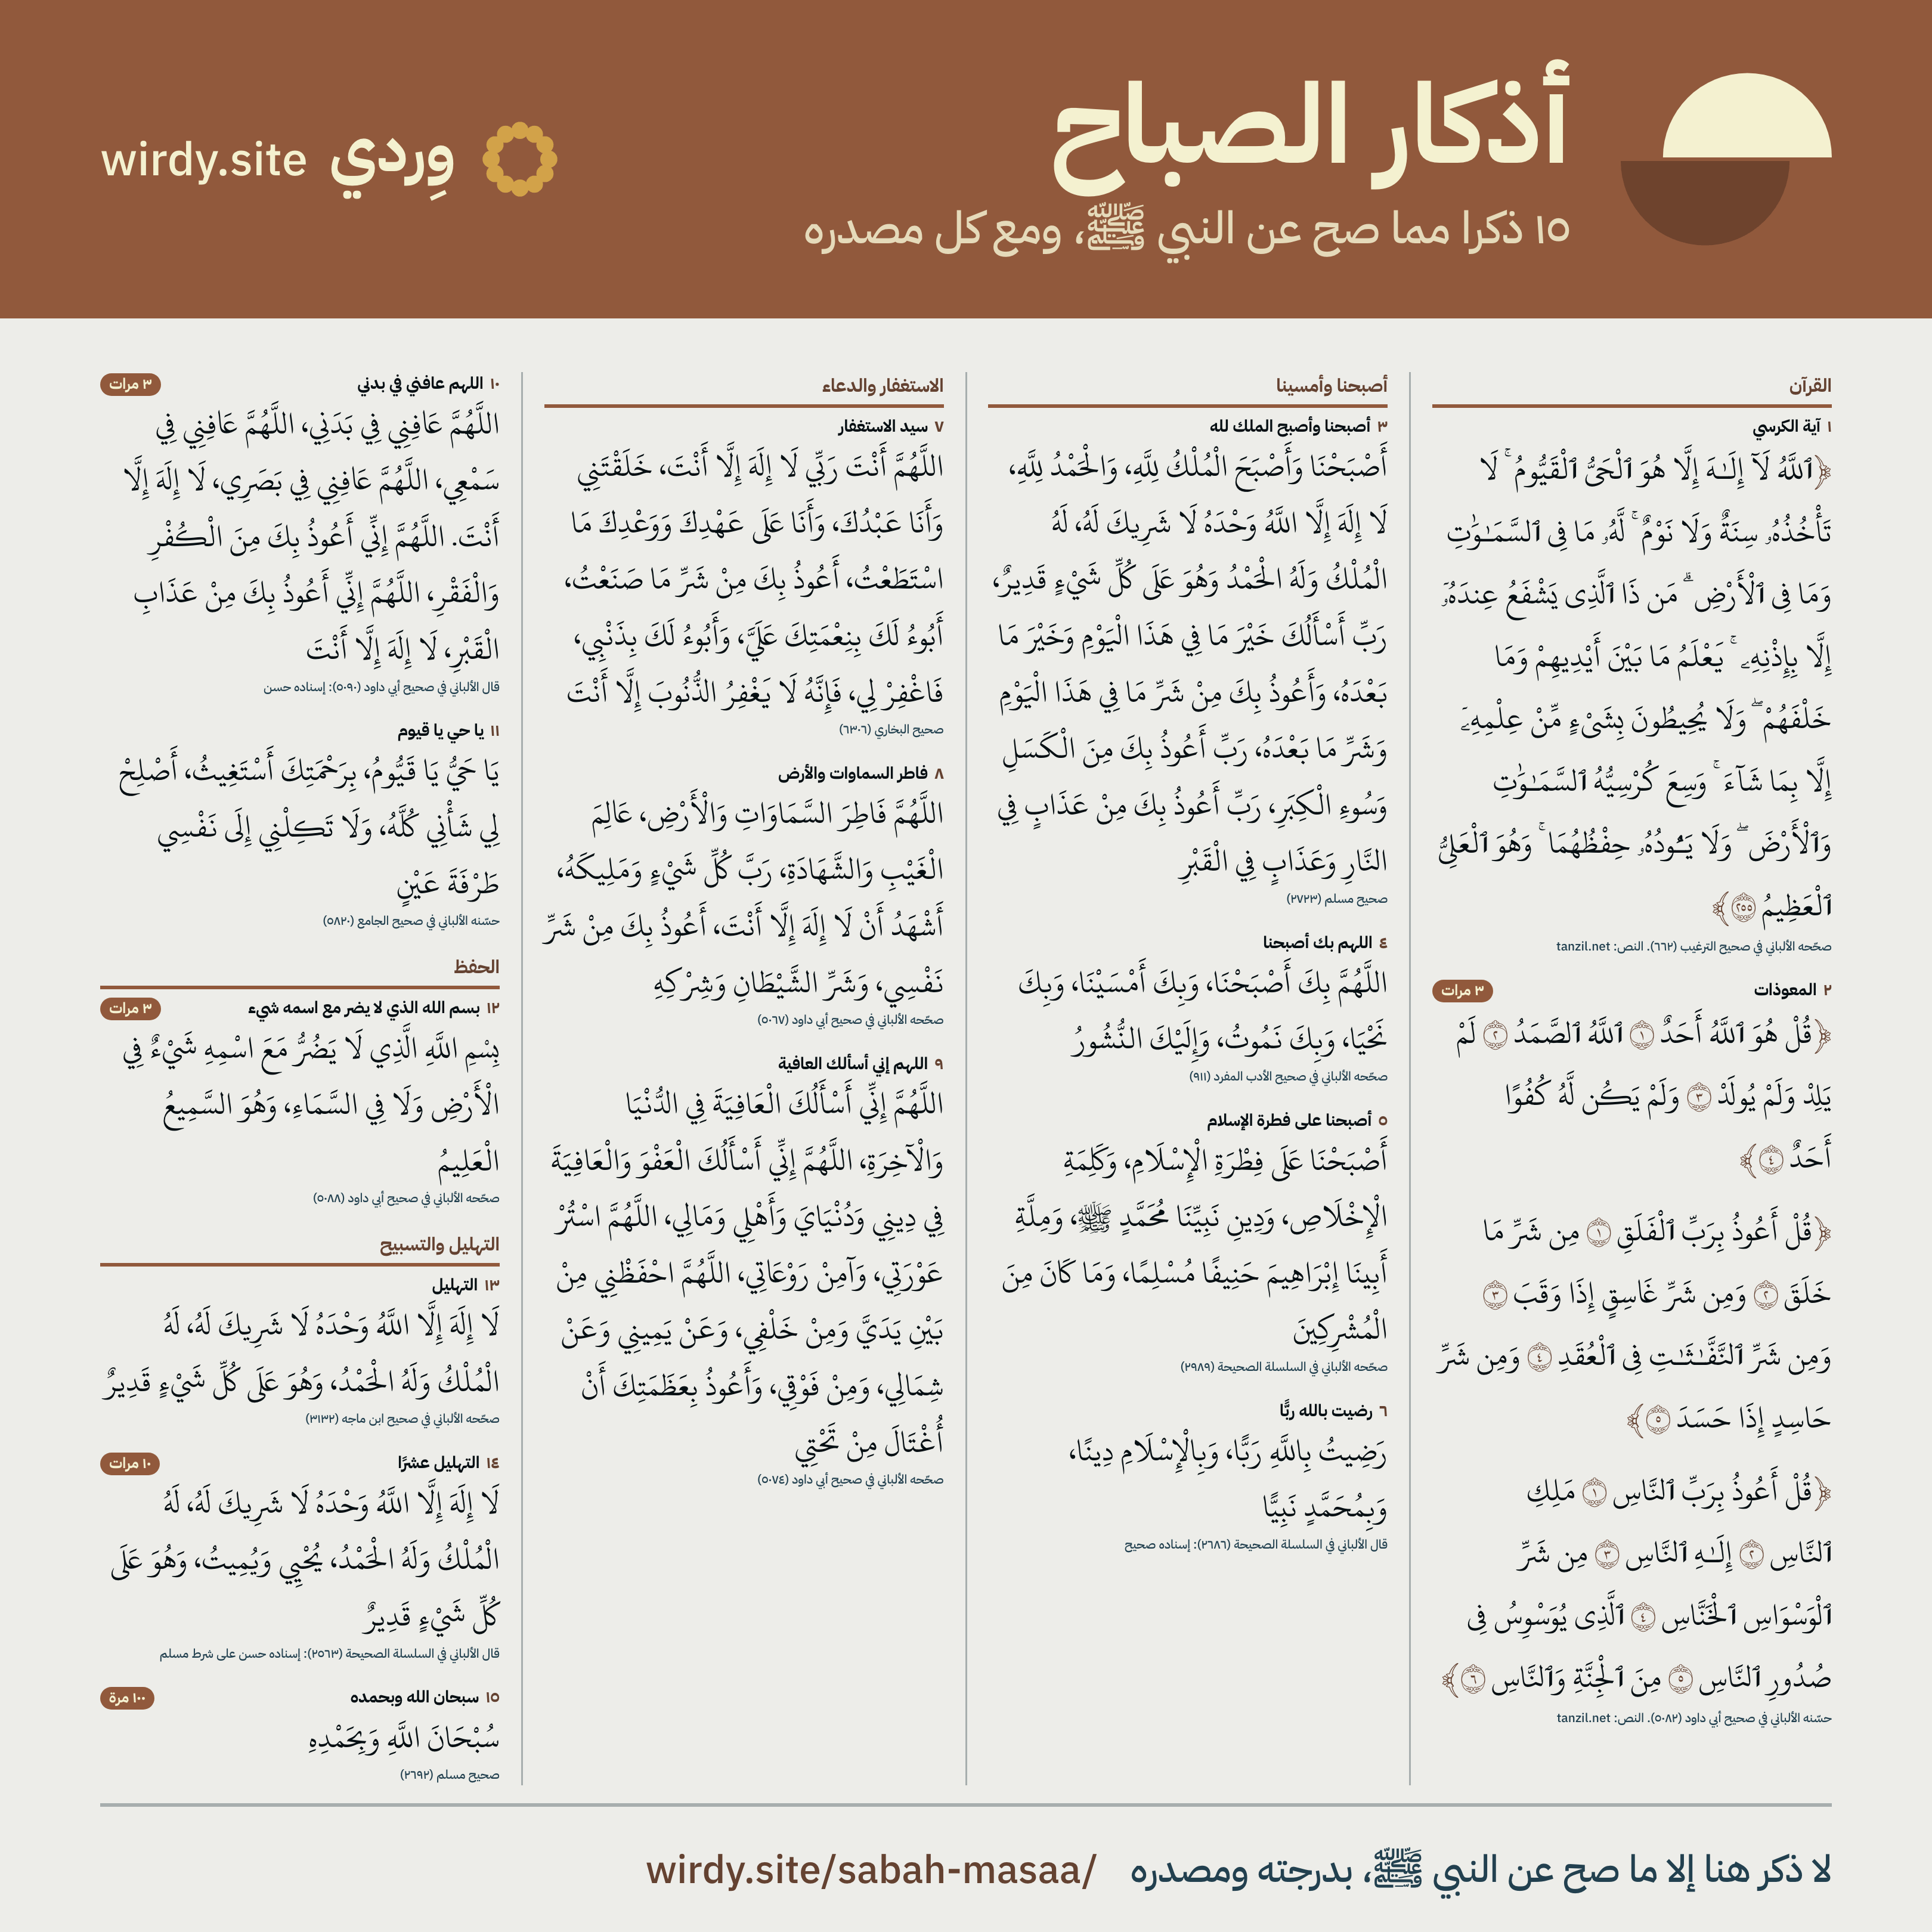 أذكار الصباح
١٥ ذكرا مما صح عن النبي ﷺ، ومع كل مصدره
وِردي wirdy.site
القرآن
١ آية الكرسي
﴿ٱللَّهُ لَآ إِلَـٰهَ إِلَّا هُوَ ٱلْحَىُّ ٱلْقَيُّومُ ۚ لَا
تَأْخُذُهُۥ سِنَةٌ وَلَا نَوْمٌ ۚ لَّهُۥ مَا فِى ٱلسَّمَـٰوَٰتِ
وَمَا فِى ٱلْأَرْضِ ۗ مَن ذَا ٱلَّذِى يَشْفَعُ عِندَهُۥٓ
إِلَّا بِإِذْنِهِۦ ۚ يَعْلَمُ مَا بَيْنَ أَيْدِيهِمْ وَمَا
خَلْفَهُمْ ۖ وَلَا يُحِيطُونَ بِشَىْءٍ مِّنْ عِلْمِهِۦٓ
إِلَّا بِمَا شَآءَ ۚ وَسِعَ كُرْسِيُّهُ ٱلسَّمَـٰوَٰتِ
وَٱلْأَرْضَ ۖ وَلَا يَـُٔودُهُۥ حِفْظُهُمَا ۚ وَهُوَ ٱلْعَلِىُّ
ٱلْعَظِيمُ ۝٢٥٥﴾
صحّحه الألباني في صحيح الترغيب (٦٦٢). النص: tanzil.net
٢ المعوذات
٣ مرات
﴿قُلْ هُوَ ٱللَّهُ أَحَدٌ ۝١ ٱللَّهُ ٱلصَّمَدُ ۝٢ لَمْ
يَلِدْ وَلَمْ يُولَدْ ۝٣ وَلَمْ يَكُن لَّهُ كُفُوًا
أَحَدٌ ۝٤﴾
﴿قُلْ أَعُوذُ بِرَبِّ ٱلْفَلَقِ ۝١ مِن شَرِّ مَا
خَلَقَ ۝٢ وَمِن شَرِّ غَاسِقٍ إِذَا وَقَبَ ۝٣
وَمِن شَرِّ ٱلنَّفَّـٰثَـٰتِ فِى ٱلْعُقَدِ ۝٤ وَمِن شَرِّ
حَاسِدٍ إِذَا حَسَدَ ۝٥﴾
﴿قُلْ أَعُوذُ بِرَبِّ ٱلنَّاسِ ۝١ مَلِكِ
ٱلنَّاسِ ۝٢ إِلَـٰهِ ٱلنَّاسِ ۝٣ مِن شَرِّ
ٱلْوَسْوَاسِ ٱلْخَنَّاسِ ۝٤ ٱلَّذِى يُوَسْوِسُ فِى
صُدُورِ ٱلنَّاسِ ۝٥ مِنَ ٱلْجِنَّةِ وَٱلنَّاسِ ۝٦﴾
حسّنه الألباني في صحيح أبي داود (٥٠٨٢). النص: tanzil.net
أصبحنا وأمسينا
٣ أصبحنا وأصبح الملك لله
أَصْبَحْنَا وَأَصْبَحَ الْمُلْكُ لِلَّهِ، وَالْحَمْدُ لِلَّهِ،
لَا إِلَهَ إِلَّا اللَّهُ وَحْدَهُ لَا شَرِيكَ لَهُ، لَهُ
الْمُلْكُ وَلَهُ الْحَمْدُ وَهُوَ عَلَى كُلِّ شَيْءٍ قَدِيرٌ،
رَبِّ أَسْأَلُكَ خَيْرَ مَا فِي هَذَا الْيَوْمِ وَخَيْرَ مَا
بَعْدَهُ، وَأَعُوذُ بِكَ مِنْ شَرِّ مَا فِي هَذَا الْيَوْمِ
وَشَرِّ مَا بَعْدَهُ، رَبِّ أَعُوذُ بِكَ مِنَ الْكَسَلِ
وَسُوءِ الْكِبَرِ، رَبِّ أَعُوذُ بِكَ مِنْ عَذَابٍ فِي
النَّارِ وَعَذَابٍ فِي الْقَبْرِ
صحيح مسلم (٢٧٢٣)
٤ اللهم بك أصبحنا
اللَّهُمَّ بِكَ أَصْبَحْنَا، وَبِكَ أَمْسَيْنَا، وَبِكَ
نَحْيَا، وَبِكَ نَمُوتُ، وَإِلَيْكَ النُّشُورُ
صحّحه الألباني في صحيح الأدب المفرد (٩١١)
٥ أصبحنا على فطرة الإسلام
أَصْبَحْنَا عَلَى فِطْرَةِ الْإِسْلَامِ، وَكَلِمَةِ
الْإِخْلَاصِ، وَدِينِ نَبِيِّنَا مُحَمَّدٍ ﷺ، وَمِلَّةِ
أَبِينَا إِبْرَاهِيمَ حَنِيفًا مُسْلِمًا، وَمَا كَانَ مِنَ
الْمُشْرِكِينَ
صحّحه الألباني في السلسلة الصحيحة (٢٩٨٩)
٦ رضيت بالله ربًّا
رَضِيتُ بِاللَّهِ رَبًّا، وَبِالْإِسْلَامِ دِينًا،
وَبِمُحَمَّدٍ نَبِيًّا
قال الألباني في السلسلة الصحيحة (٢٦٨٦): إسناده صحيح
الاستغفار والدعاء
٧ سيد الاستغفار
اللَّهُمَّ أَنْتَ رَبِّي لَا إِلَهَ إِلَّا أَنْتَ، خَلَقْتَنِي
وَأَنَا عَبْدُكَ، وَأَنَا عَلَى عَهْدِكَ وَوَعْدِكَ مَا
اسْتَطَعْتُ، أَعُوذُ بِكَ مِنْ شَرِّ مَا صَنَعْتُ،
أَبُوءُ لَكَ بِنِعْمَتِكَ عَلَيَّ، وَأَبُوءُ لَكَ بِذَنْبِي،
فَاغْفِرْ لِي، فَإِنَّهُ لَا يَغْفِرُ الذُّنُوبَ إِلَّا أَنْتَ
صحيح البخاري (٦٣٠٦)
٨ فاطر السماوات والأرض
اللَّهُمَّ فَاطِرَ السَّمَاوَاتِ وَالْأَرْضِ، عَالِمَ
الْغَيْبِ وَالشَّهَادَةِ، رَبَّ كُلِّ شَيْءٍ وَمَلِيكَهُ،
أَشْهَدُ أَنْ لَا إِلَهَ إِلَّا أَنْتَ، أَعُوذُ بِكَ مِنْ شَرِّ
نَفْسِي، وَشَرِّ الشَّيْطَانِ وَشِرْكِهِ
صحّحه الألباني في صحيح أبي داود (٥٠٦٧)
٩ اللهم إني أسألك العافية
اللَّهُمَّ إِنِّي أَسْأَلُكَ الْعَافِيَةَ فِي الدُّنْيَا
وَالْآخِرَةِ، اللَّهُمَّ إِنِّي أَسْأَلُكَ الْعَفْوَ وَالْعَافِيَةَ
فِي دِينِي وَدُنْيَايَ وَأَهْلِي وَمَالِي، اللَّهُمَّ اسْتُرْ
عَوْرَتِي، وَآمِنْ رَوْعَاتِي، اللَّهُمَّ احْفَظْنِي مِنْ
بَيْنِ يَدَيَّ وَمِنْ خَلْفِي، وَعَنْ يَمِينِي وَعَنْ
شِمَالِي، وَمِنْ فَوْقِي، وَأَعُوذُ بِعَظَمَتِكَ أَنْ
أُغْتَالَ مِنْ تَحْتِي
صحّحه الألباني في صحيح أبي داود (٥٠٧٤)
١٠ اللهم عافني في بدني
٣ مرات
اللَّهُمَّ عَافِنِي فِي بَدَنِي، اللَّهُمَّ عَافِنِي فِي
سَمْعِي، اللَّهُمَّ عَافِنِي فِي بَصَرِي، لَا إِلَهَ إِلَّا
أَنْتَ. اللَّهُمَّ إِنِّي أَعُوذُ بِكَ مِنَ الْكُفْرِ
وَالْفَقْرِ، اللَّهُمَّ إِنِّي أَعُوذُ بِكَ مِنْ عَذَابِ
الْقَبْرِ، لَا إِلَهَ إِلَّا أَنْتَ
قال الألباني في صحيح أبي داود (٥٠٩٠): إسناده حسن
١١ يا حي يا قيوم
يَا حَيُّ يَا قَيُّومُ، بِرَحْمَتِكَ أَسْتَغِيثُ، أَصْلِحْ
لِي شَأْنِي كُلَّهُ، وَلَا تَكِلْنِي إِلَى نَفْسِي
طَرْفَةَ عَيْنٍ
حسّنه الألباني في صحيح الجامع (٥٨٢٠)
الحفظ
١٢ بسم الله الذي لا يضر مع اسمه شيء
٣ مرات
بِسْمِ اللَّهِ الَّذِي لَا يَضُرُّ مَعَ اسْمِهِ شَيْءٌ فِي
الْأَرْضِ وَلَا فِي السَّمَاءِ، وَهُوَ السَّمِيعُ
الْعَلِيمُ
صحّحه الألباني في صحيح أبي داود (٥٠٨٨)
التهليل والتسبيح
١٣ التهليل
لَا إِلَهَ إِلَّا اللَّهُ وَحْدَهُ لَا شَرِيكَ لَهُ، لَهُ
الْمُلْكُ وَلَهُ الْحَمْدُ، وَهُوَ عَلَى كُلِّ شَيْءٍ قَدِيرٌ
صحّحه الألباني في صحيح ابن ماجه (٣١٣٢)
١٤ التهليل عشرًا
١٠ مرات
لَا إِلَهَ إِلَّا اللَّهُ وَحْدَهُ لَا شَرِيكَ لَهُ، لَهُ
الْمُلْكُ وَلَهُ الْحَمْدُ، يُحْيِي وَيُمِيتُ، وَهُوَ عَلَى
كُلِّ شَيْءٍ قَدِيرٌ
قال الألباني في السلسلة الصحيحة (٢٥٦٣): إسناده حسن على شرط مسلم
١٥ سبحان الله وبحمده
١٠٠ مرة
سُبْحَانَ اللَّهِ وَبِحَمْدِهِ
صحيح مسلم (٢٦٩٢)
لا ذكر هنا إلا ما صح عن النبي ﷺ، بدرجته ومصدره wirdy.site/sabah-masaa/